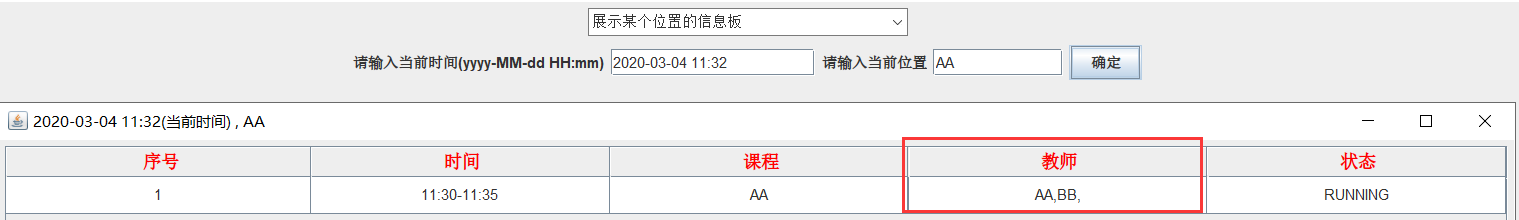 展示某个位置的信息板
请输入当前时间(yyyy-MM-dd HH:mm) 2020-03-04 11:32 请输入当前位置 AA 确定
2020-03-04 11:32(当前时间) , AA
序号 时间 课程 教师 状态
1 11:30-11:35 AA AA,BB, RUNNING